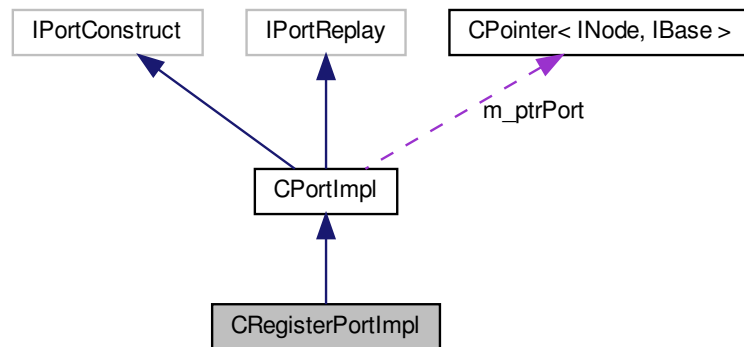 IPortConstruct
IPortReplay
CPointer< INode, IBase >
m_ptrPort
CPortImpl
CRegisterPortImpl